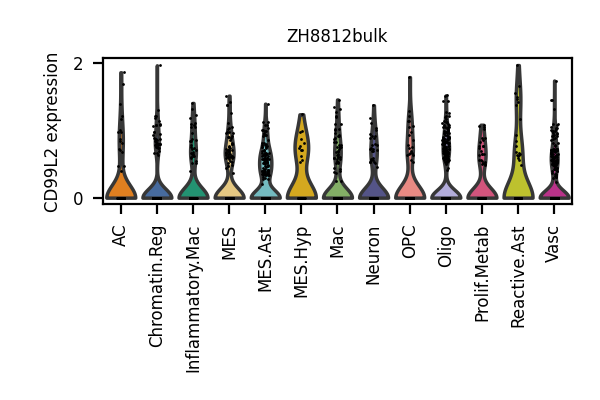 ZH8812bulk
CD99L2 expression
2
0
AC
Chromatin.Reg
Inflammatory.Mac
MES
MES.Ast
MES.Hyp
Mac
Neuron
OPC
Oligo
Prolif.Metab
Reactive.Ast
Vasc